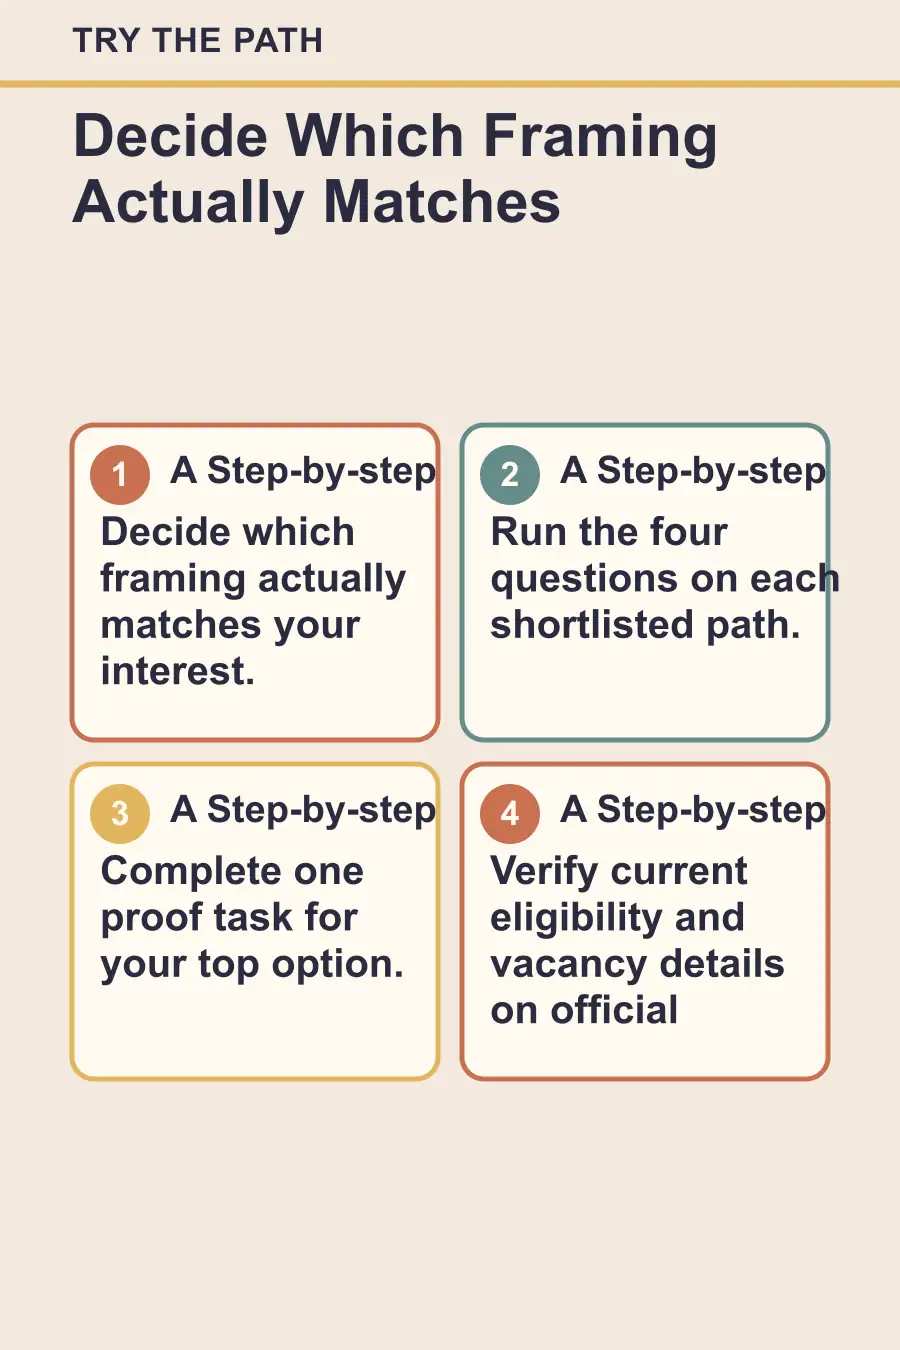 TRY THE PATH
Decide Which Framing
Actually Matches
1
A Step-by-step
Decide which
framing actually
matches your
interest.
2
A Step-by-step
Run the four
questions on each
shortlisted path.
3
A Step-by-step
Complete one
proof task for
your top option.
4
A Step-by-step
Verify current
eligibility and
vacancy details
on official